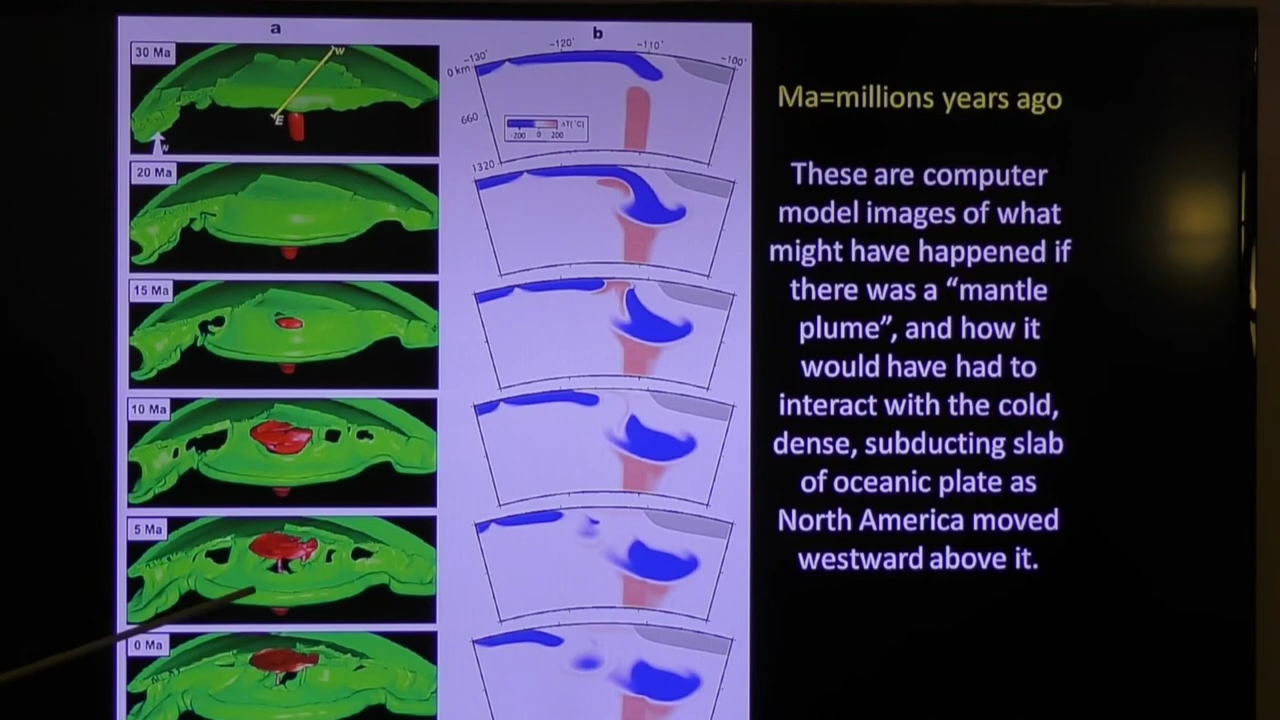 a
b
30 Ma
W
E
N
-130°
-120°
-110°
-100°
0 km
660
1320
ΔT(°C)
-200 0 200
20 Ma
15 Ma
10 Ma
5 Ma
0 Ma
Ma=millions years ago
These are computer
model images of what
might have happened if
there was a “mantle
plume”, and how it
would have had to
interact with the cold,
dense, subducting slab
of oceanic plate as
North America moved
westward above it.